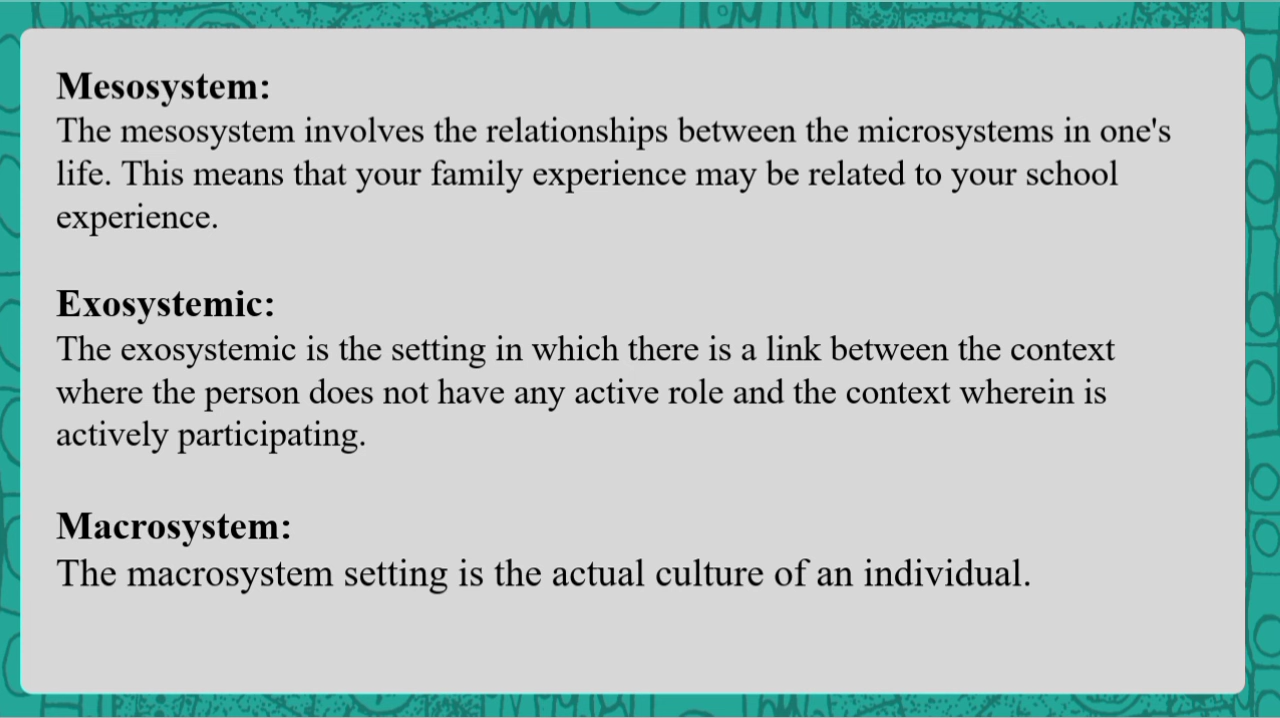 Mesosystem:
The mesosystem involves the relationships between the microsystems in one's
life. This means that your family experience may be related to your school
experience.
Exosystemic:
The exosystemic is the setting in which there is a link between the context
where the person does not have any active role and the context wherein is
actively participating.
Macrosystem:
The macrosystem setting is the actual culture of an individual.